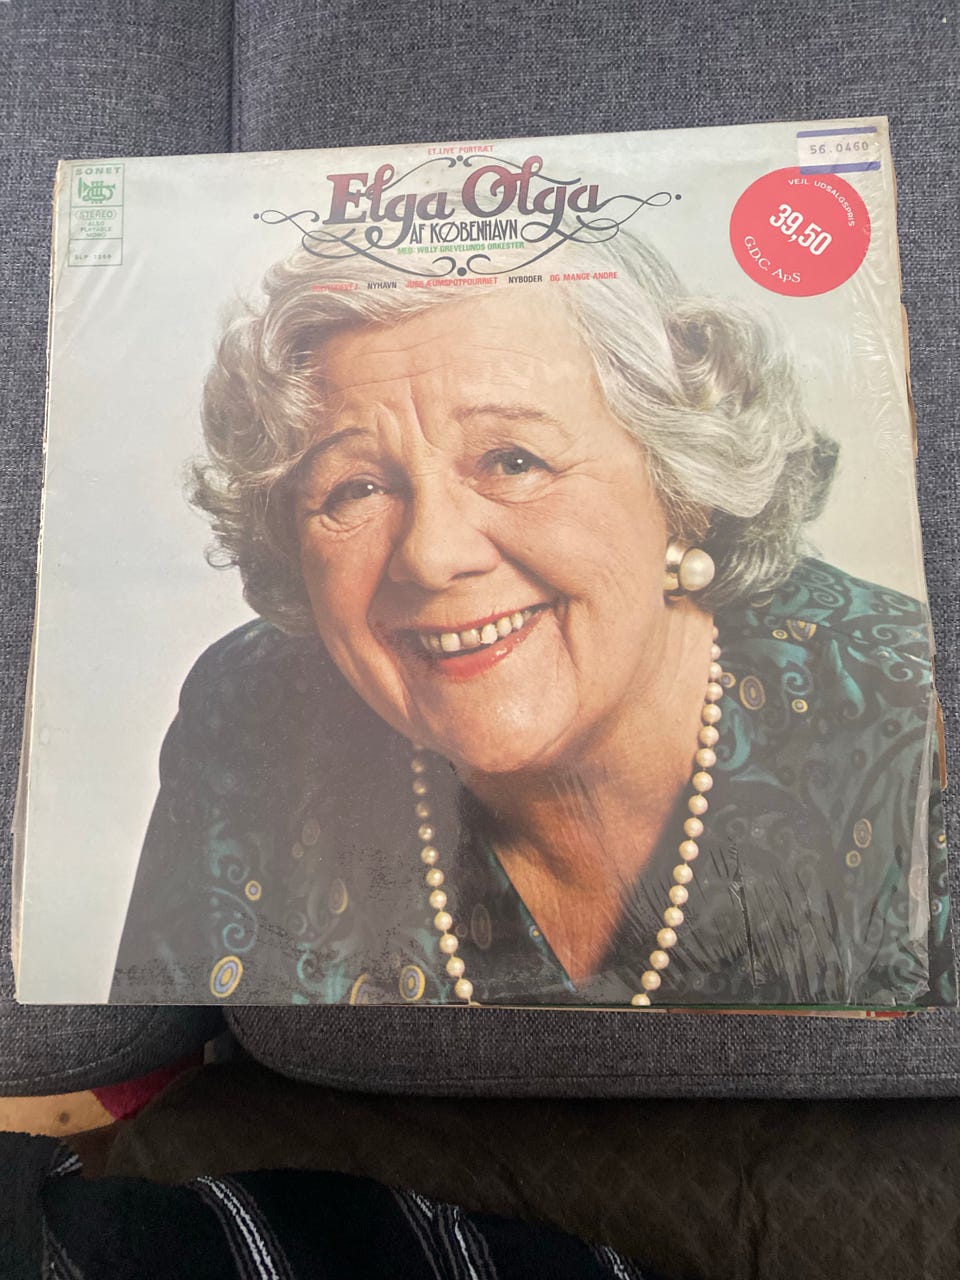 ET "LIVE" PORTRÆT
Elga Olga
AF KØBENHAVN
MED: WILLY GREVELUNDS ORKESTER
NYHAVN JUBILÆUMSPOTPOURRIET NYBODER OG MANGE ANDRE
SONET
STEREO
ALSO
PLAYABLE
MONO
56.0460
VEJL. UDSALGSPRIS
39,50
G.D.C. ApS